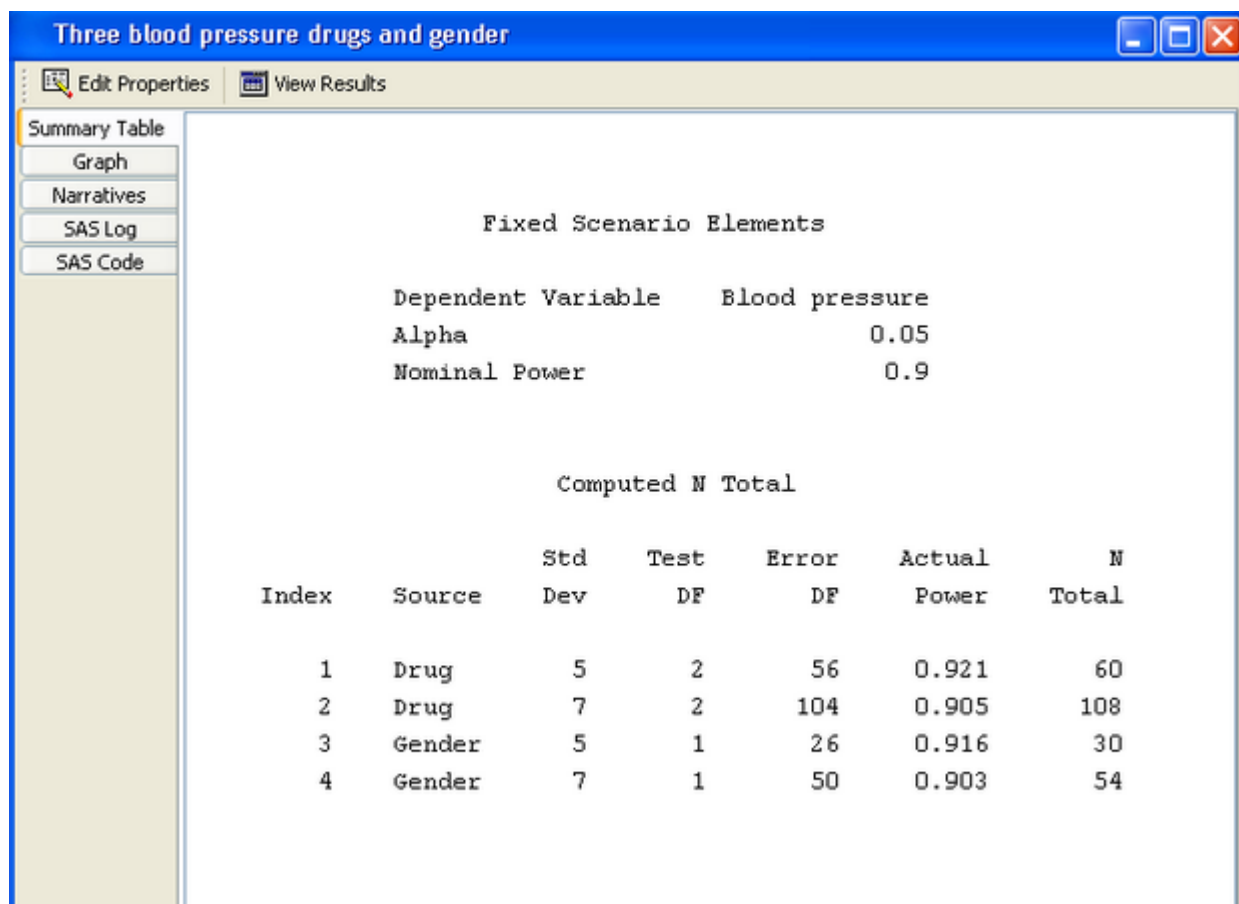 Three blood pressure drugs and gender
Edit Properties View Results
Summary Table
Graph
Narratives
SAS Log
SAS Code
Fixed Scenario Elements
Dependent Variable Blood pressure
Alpha 0.05
Nominal Power 0.9
Computed N Total
Std Test Error Actual N
Index Source Dev DF DF Power Total
1 Drug 5 2 56 0.921 60
2 Drug 7 2 104 0.905 108
3 Gender 5 1 26 0.916 30
4 Gender 7 1 50 0.903 54